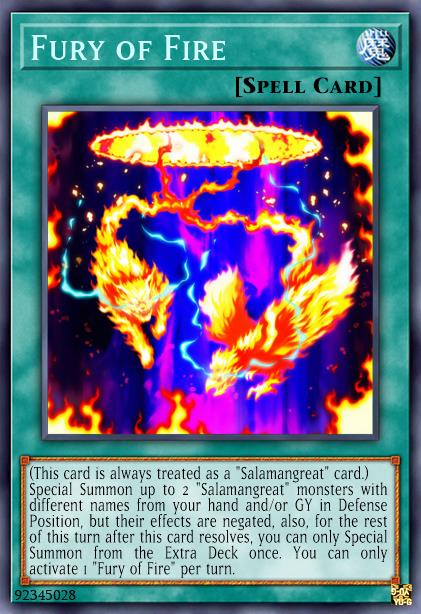 FURY OF FIRE
魔
[SPELL CARD]
(This card is always treated as a "Salamangreat" card.)
Special Summon up to 2 "Salamangreat" monsters with
different names from your hand and/or GY in Defense
Position, but their effects are negated, also, for the rest
of this turn after this card resolves, you can only Special
Summon from the Extra Deck once. You can only
activate 1 "Fury of Fire" per turn.
92345028